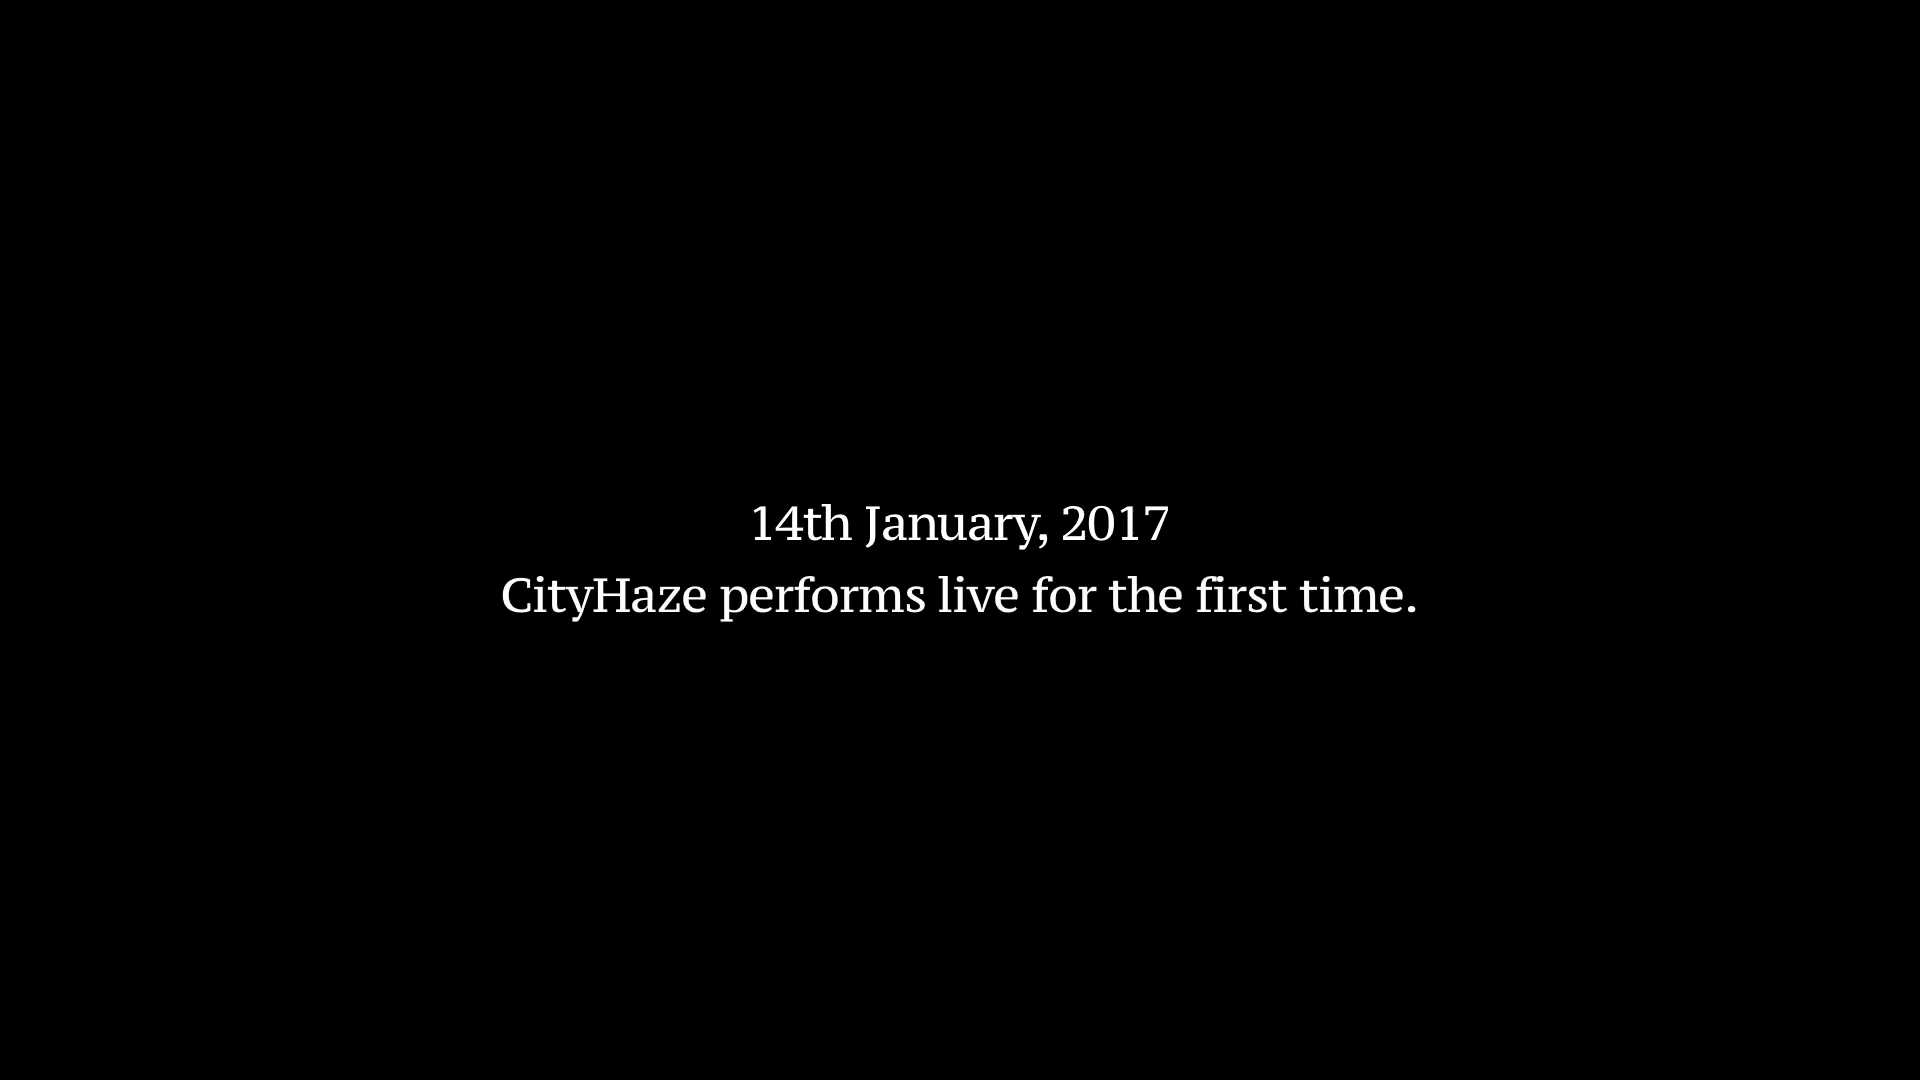 14th January, 2017
CityHaze performs live for the first time.